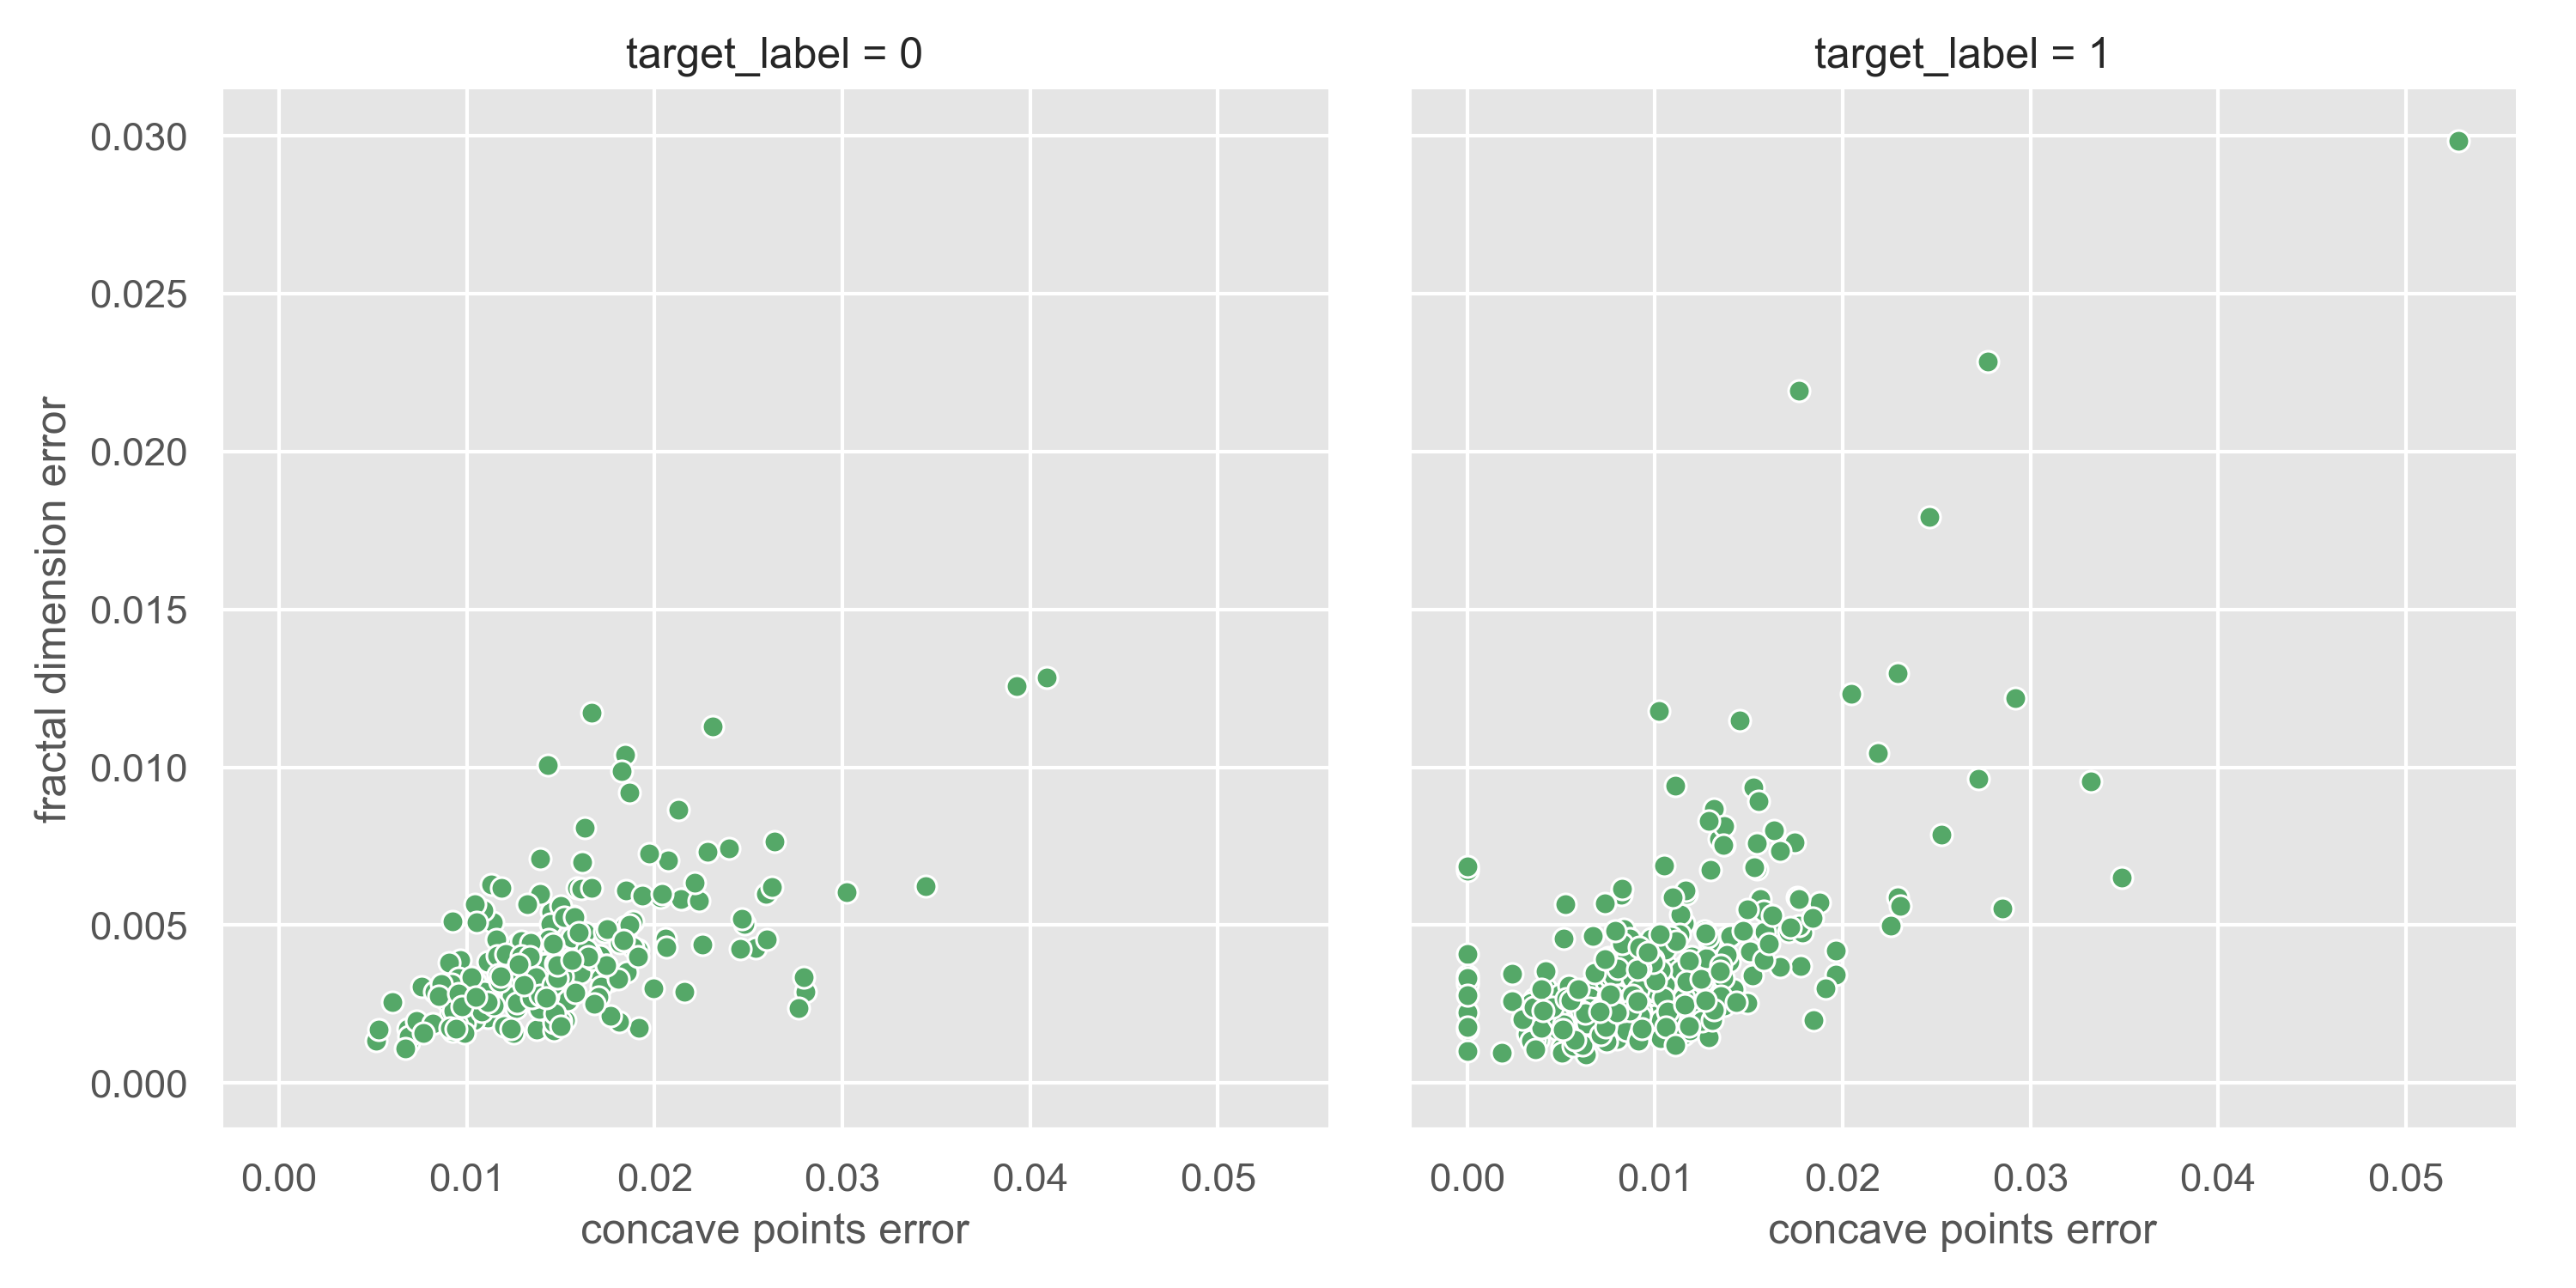 target_label = 0
target_label = 1
0.030
0.025
0.020
0.015
0.010
0.005
0.000
fractal dimension error
0.00 0.01 0.02 0.03 0.04 0.05
0.00 0.01 0.02 0.03 0.04 0.05
concave points error
concave points error